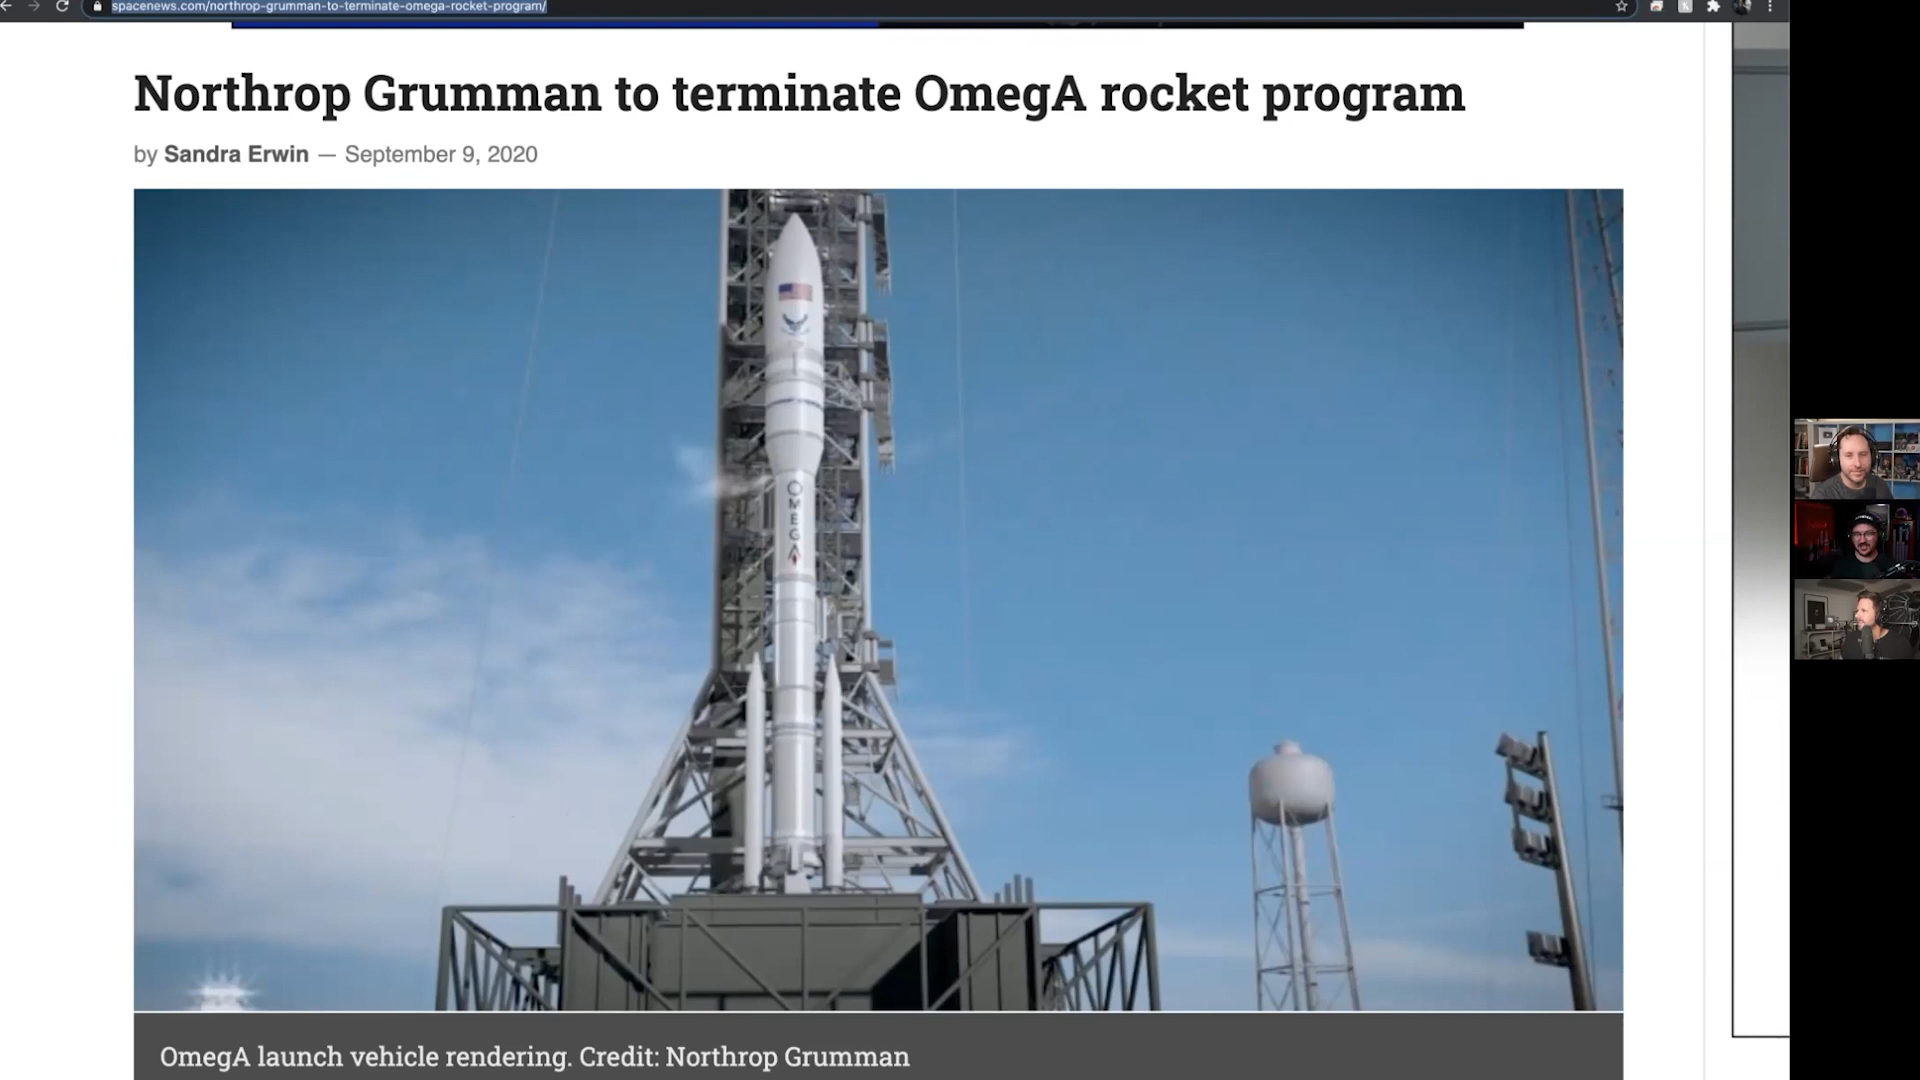 spacenews.com/northrop-grumman-to-terminate-omega-rocket-program/
Northrop Grumman to terminate OmegA rocket program
by Sandra Erwin — September 9, 2020
OMEGA
OmegA launch vehicle rendering. Credit: Northrop Grumman